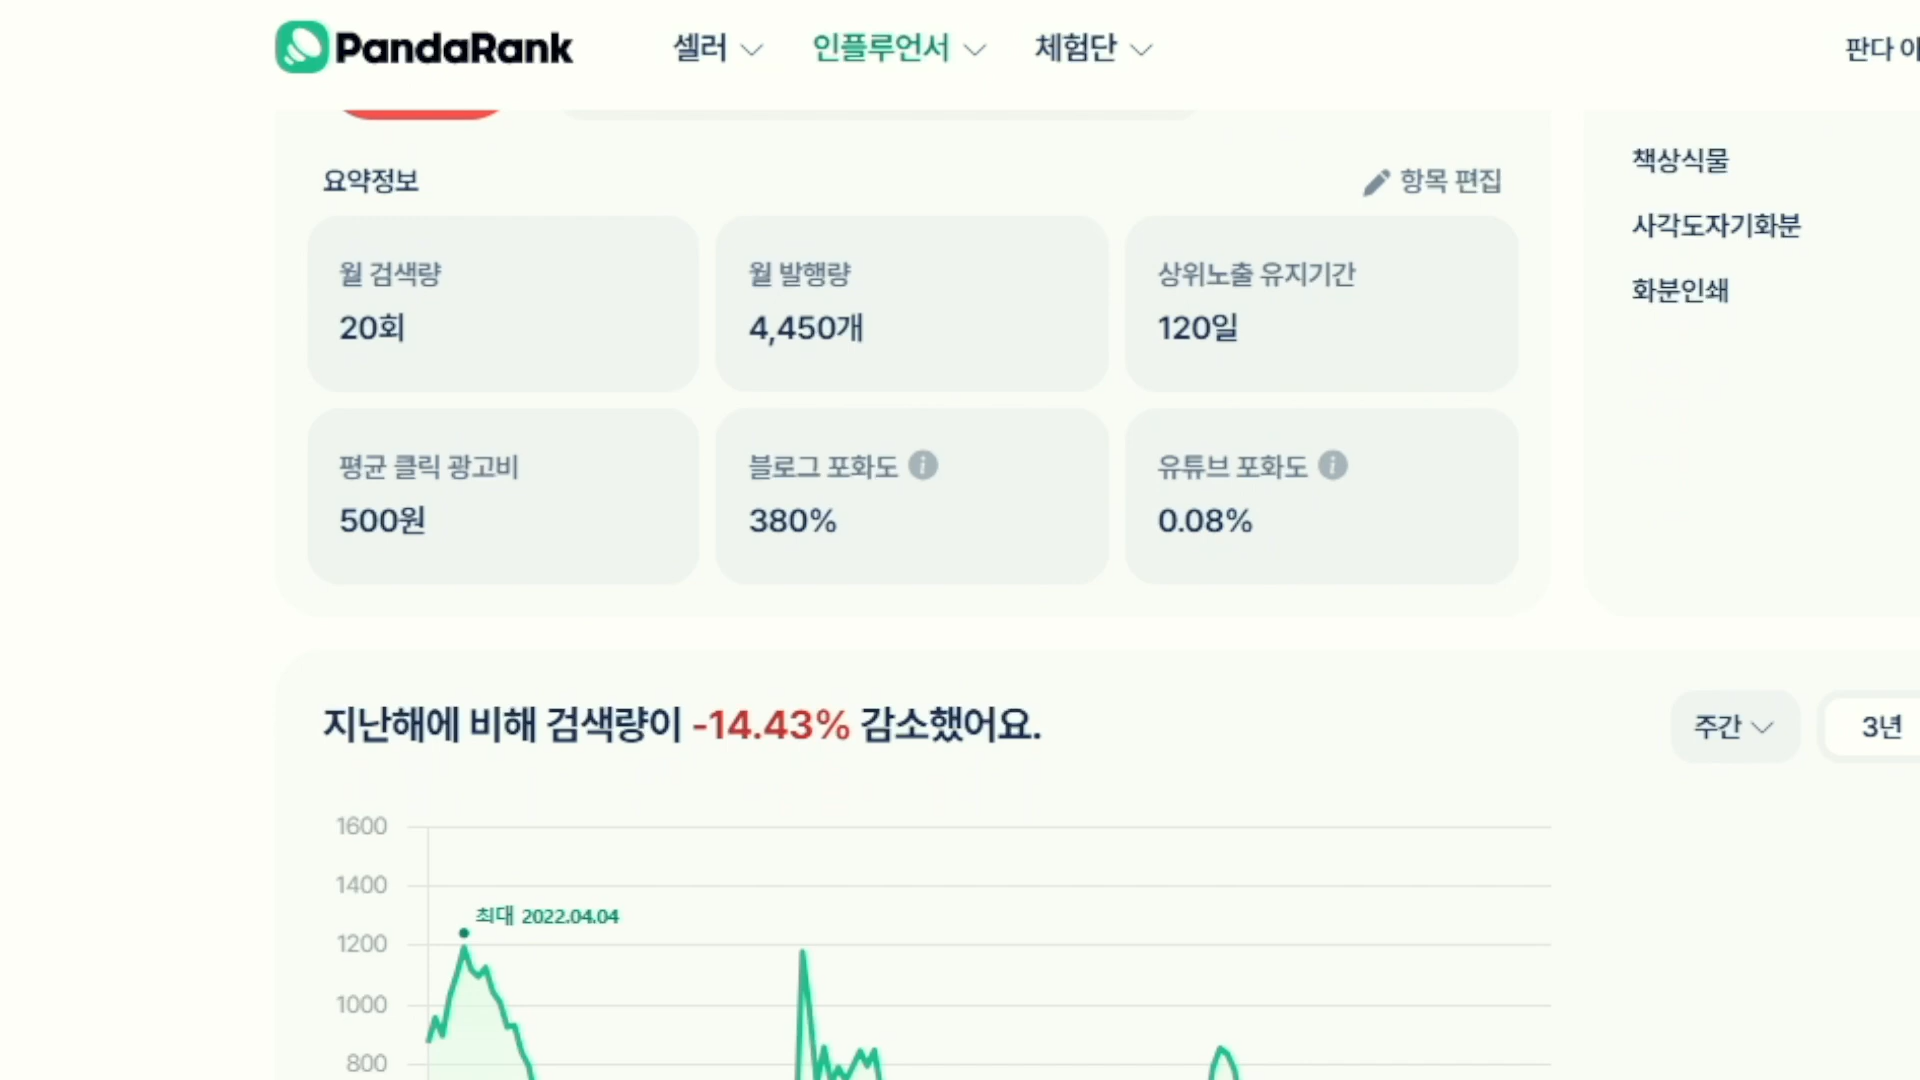 PandaRank 셀러 인플루언서 체험단 판다 이
요약정보 항목 편집
월 검색량
20회
월 발행량
4,450개
상위노출 유지기간
120일
평균 클릭 광고비
500원
블로그 포화도
380%
유튜브 포화도
0.08%
책상식물
사각도자기화분
화분인쇄
지난해에 비해 검색량이 -14.43% 감소했어요.
주간 3년
1600
1400
최대 2022.04.04
1200
1000
800